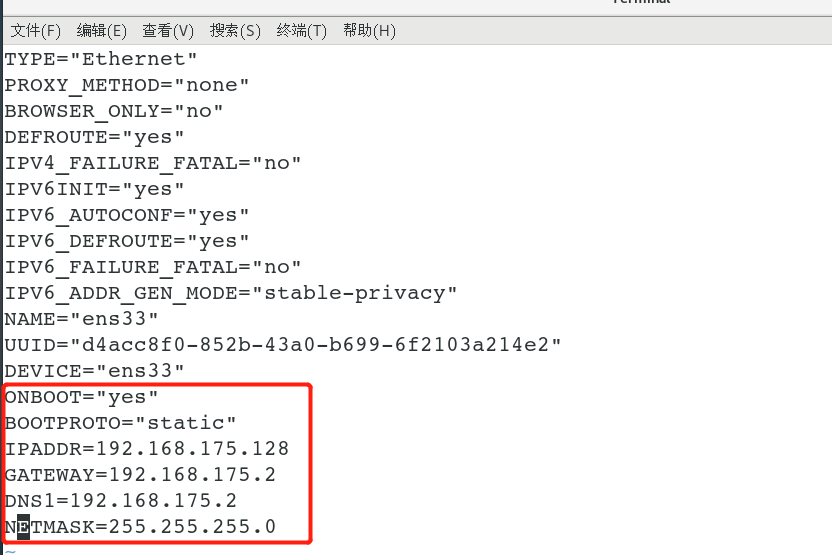 Terminal
文件(F) 编辑(E) 查看(V) 搜索(S) 终端(T) 帮助(H)
TYPE="Ethernet"
PROXY_METHOD="none"
BROWSER_ONLY="no"
DEFROUTE="yes"
IPV4_FAILURE_FATAL="no"
IPV6INIT="yes"
IPV6_AUTOCONF="yes"
IPV6_DEFROUTE="yes"
IPV6_FAILURE_FATAL="no"
IPV6_ADDR_GEN_MODE="stable-privacy"
NAME="ens33"
UUID="d4acc8f0-852b-43a0-b699-6f2103a214e2"
DEVICE="ens33"
ONBOOT="yes"
BOOTPROTO="static"
IPADDR=192.168.175.128
GATEWAY=192.168.175.2
DNS1=192.168.175.2
NETMASK=255.255.255.0
~